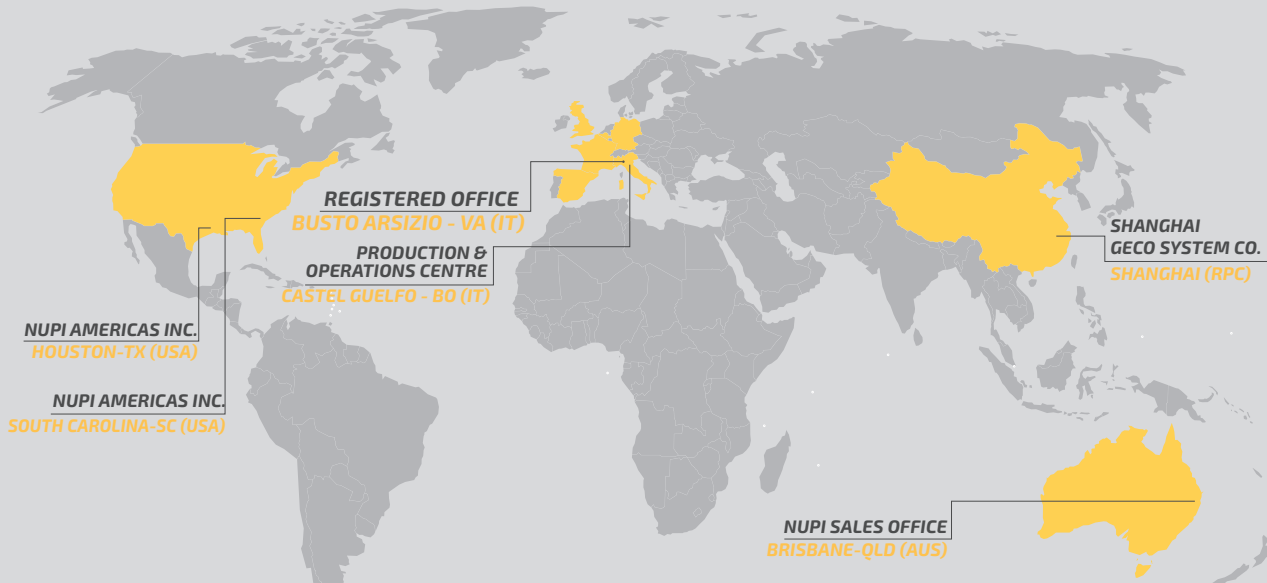 REGISTERED OFFICE
BUSTO ARSIZIO - VA (IT)
PRODUCTION &
OPERATIONS CENTRE
CASTEL GUELFO - BO (IT)
SHANGHAI
GECO SYSTEM CO.
SHANGHAI (RPC)
NUPI AMERICAS INC.
HOUSTON-TX (USA)
NUPI AMERICAS INC.
SOUTH CAROLINA-SC (USA)
NUPI SALES OFFICE
BRISBANE-QLD (AUS)